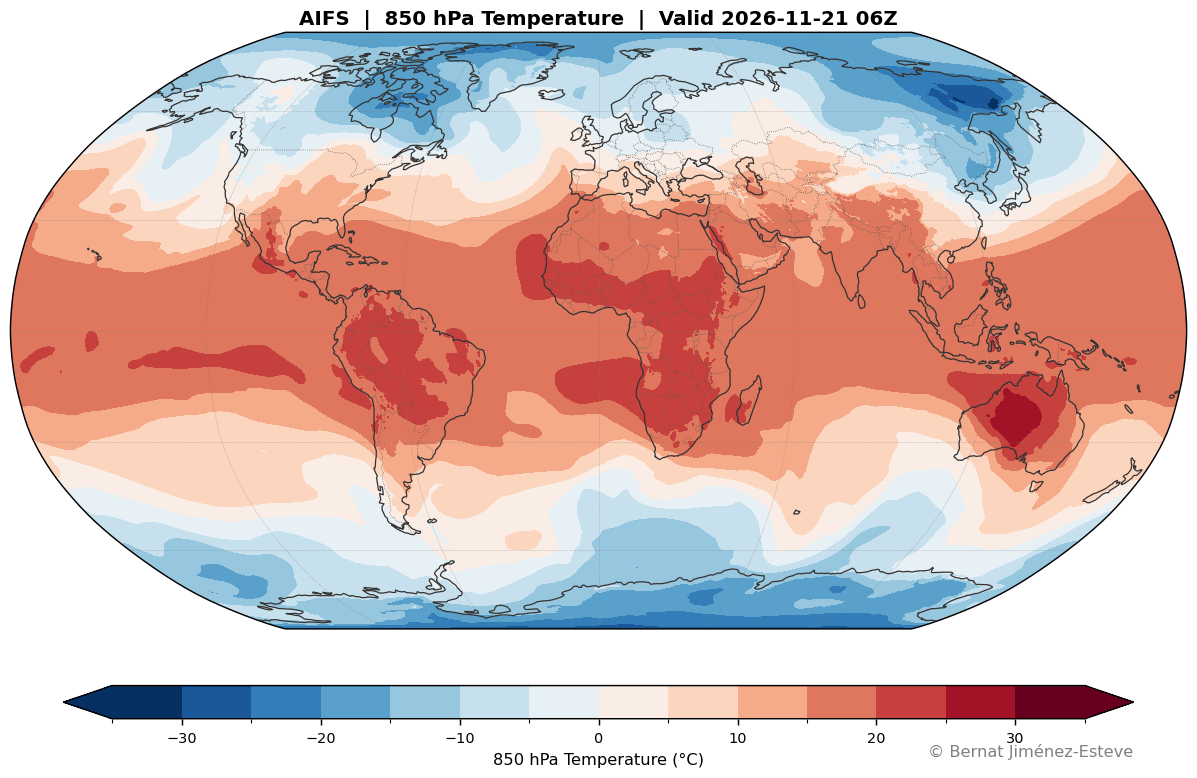 AIFS | 850 hPa Temperature | Valid 2026-11-21 06Z
−30 −20 −10 0 10 20 30
850 hPa Temperature (°C)
© Bernat Jiménez-Esteve